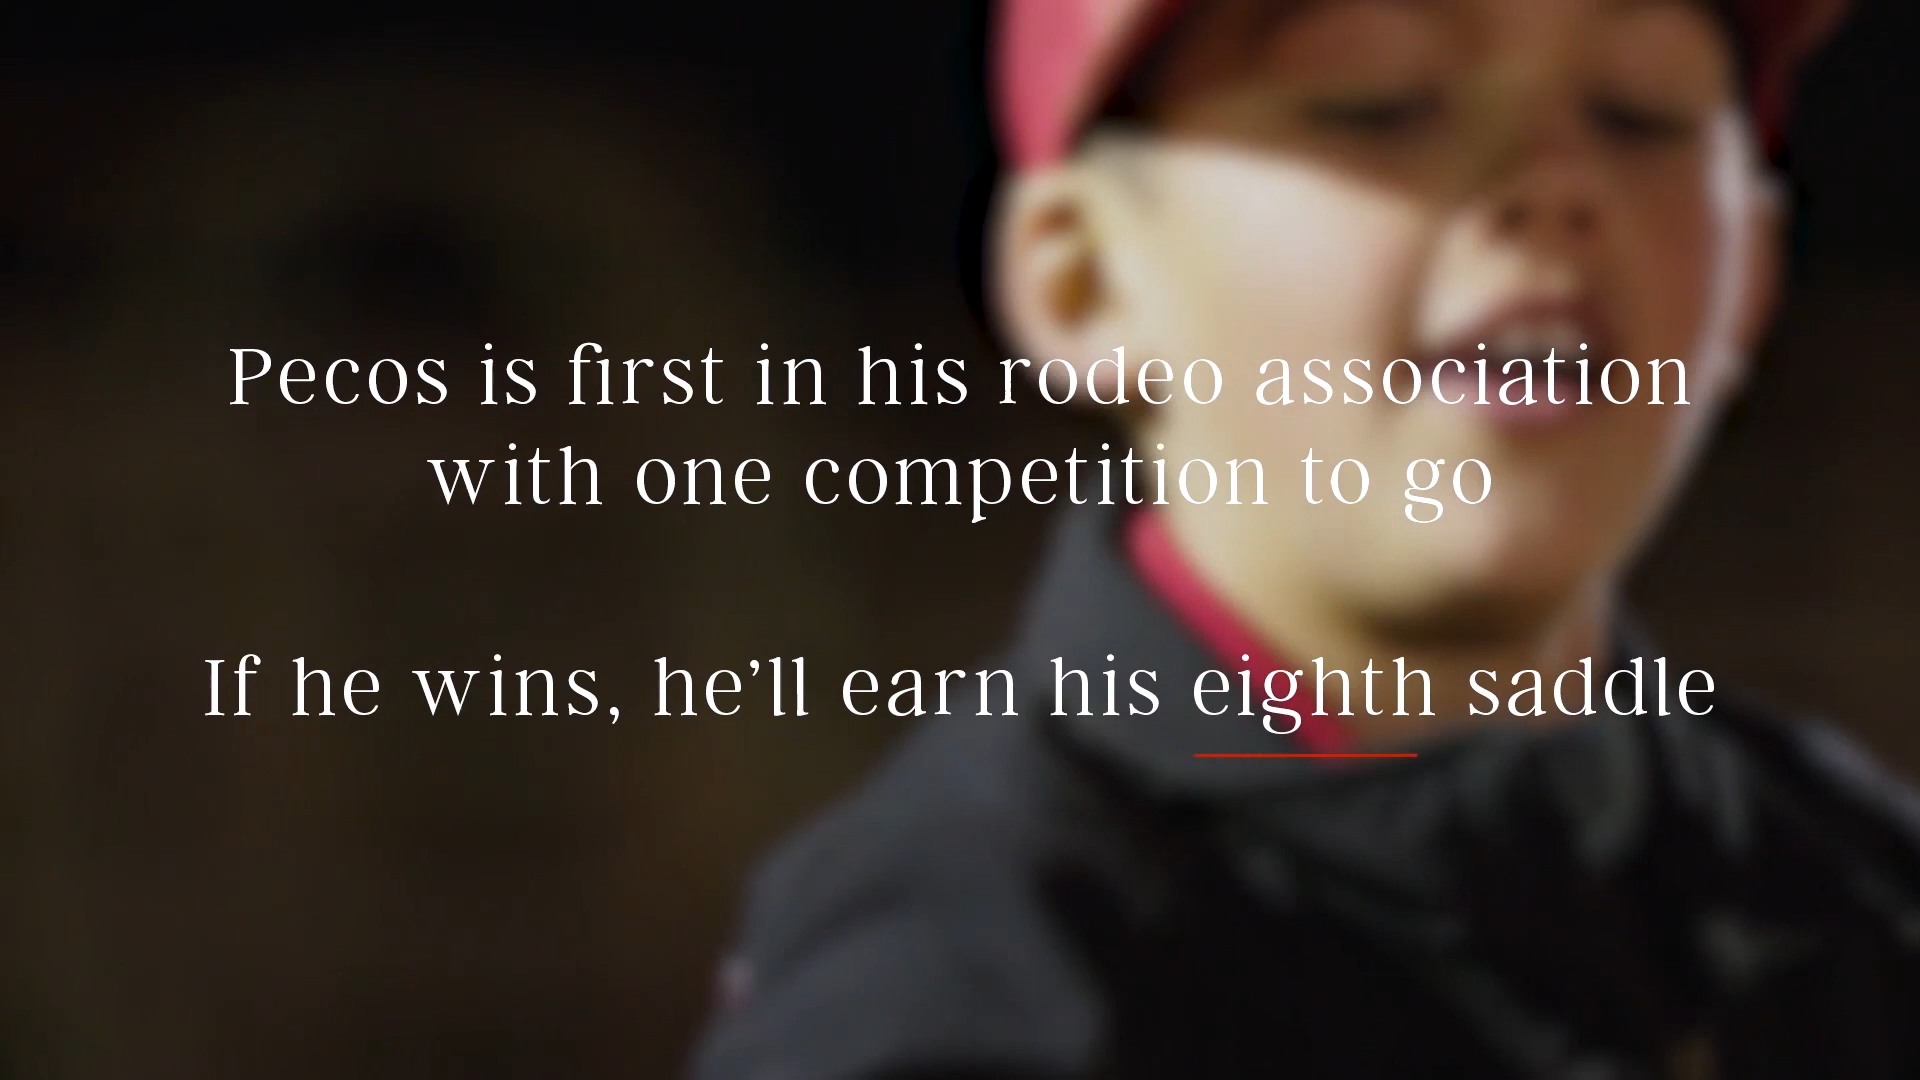 Pecos is first in his rodeo association
with one competition to go
If he wins, he’ll earn his eighth saddle